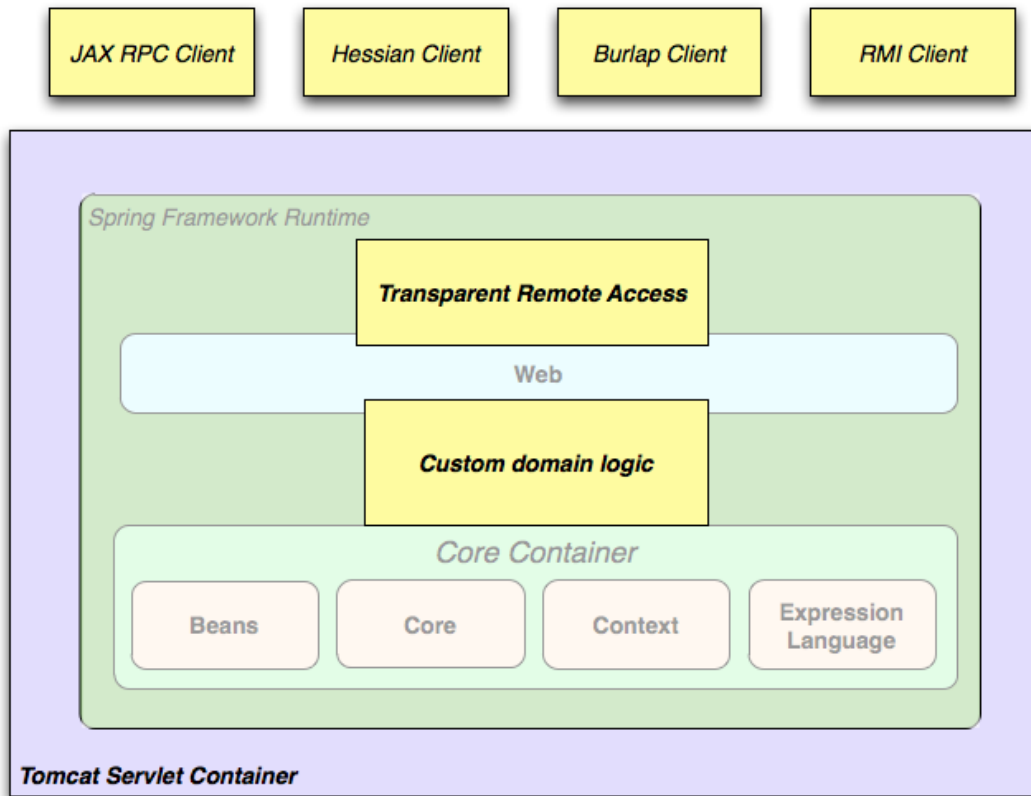 JAX RPC Client
Hessian Client
Burlap Client
RMI Client
Spring Framework Runtime
Transparent Remote Access
Web
Custom domain logic
Core Container
Beans
Core
Context
Expression
Language
Tomcat Servlet Container